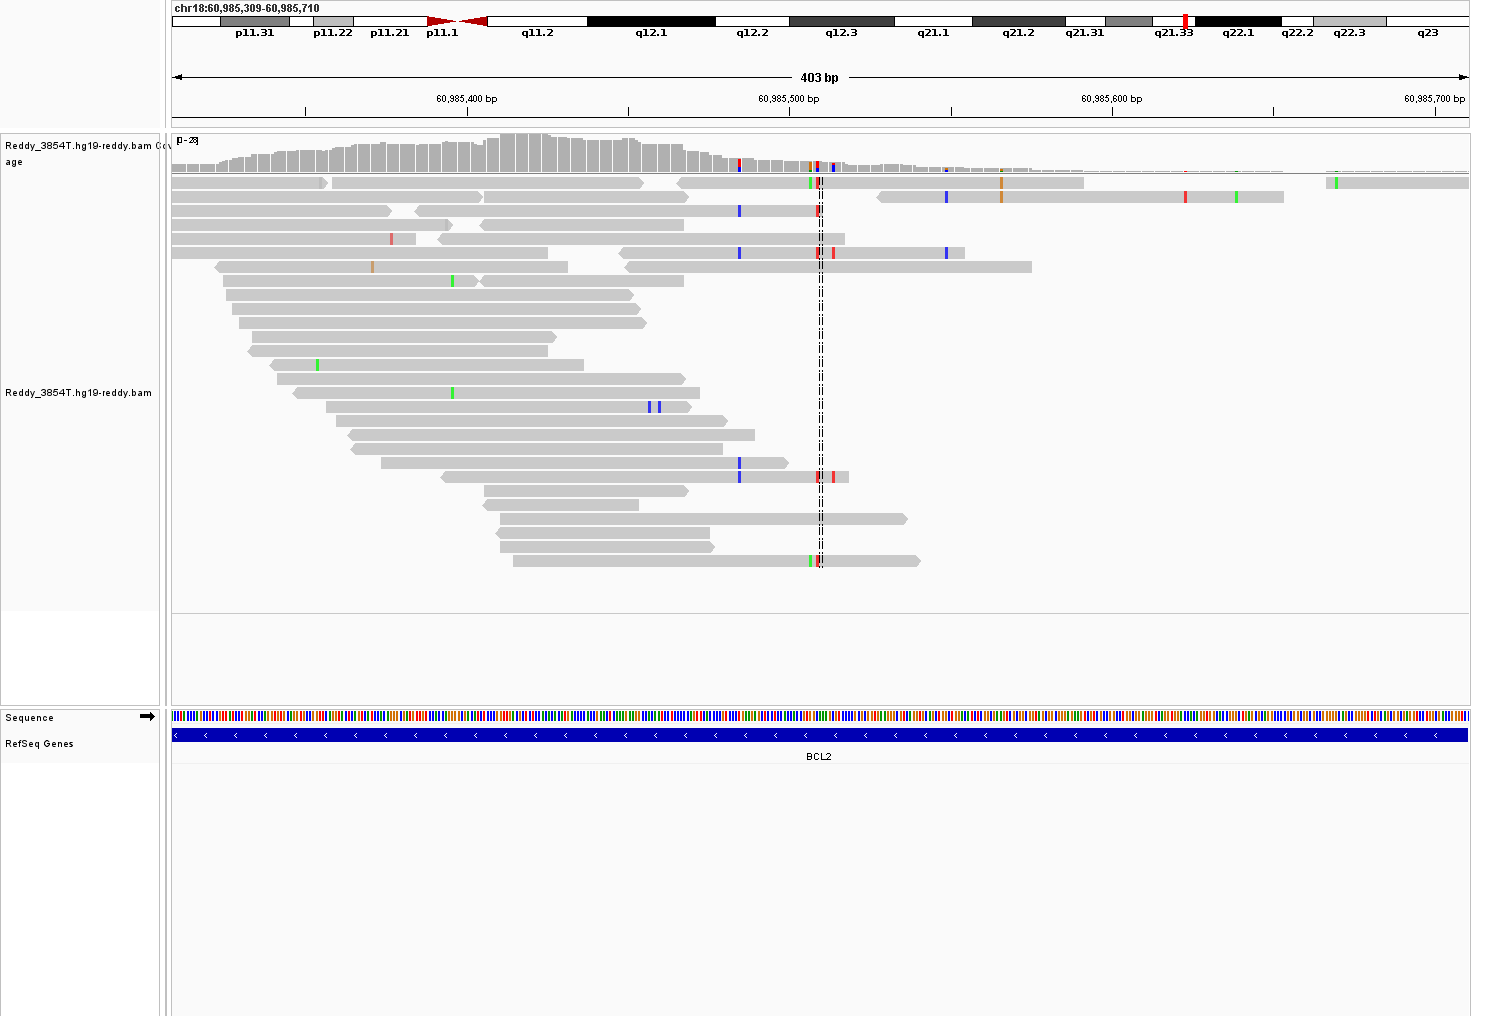 chr18:60,985,309-60,985,710
p11.31 p11.22 p11.21 p11.1 q11.2 q12.1 q12.2 q12.3 q21.1 q21.2 q21.31 q21.33 q22.1 q22.2 q22.3 q23
403 bp
60,985,400 bp 60,985,500 bp 60,985,600 bp 60,985,700 bp
Reddy_3854T.hg19-reddy.bam Cov
age
[0 - 28]
Reddy_3854T.hg19-reddy.bam
Sequence
RefSeq Genes
BCL2